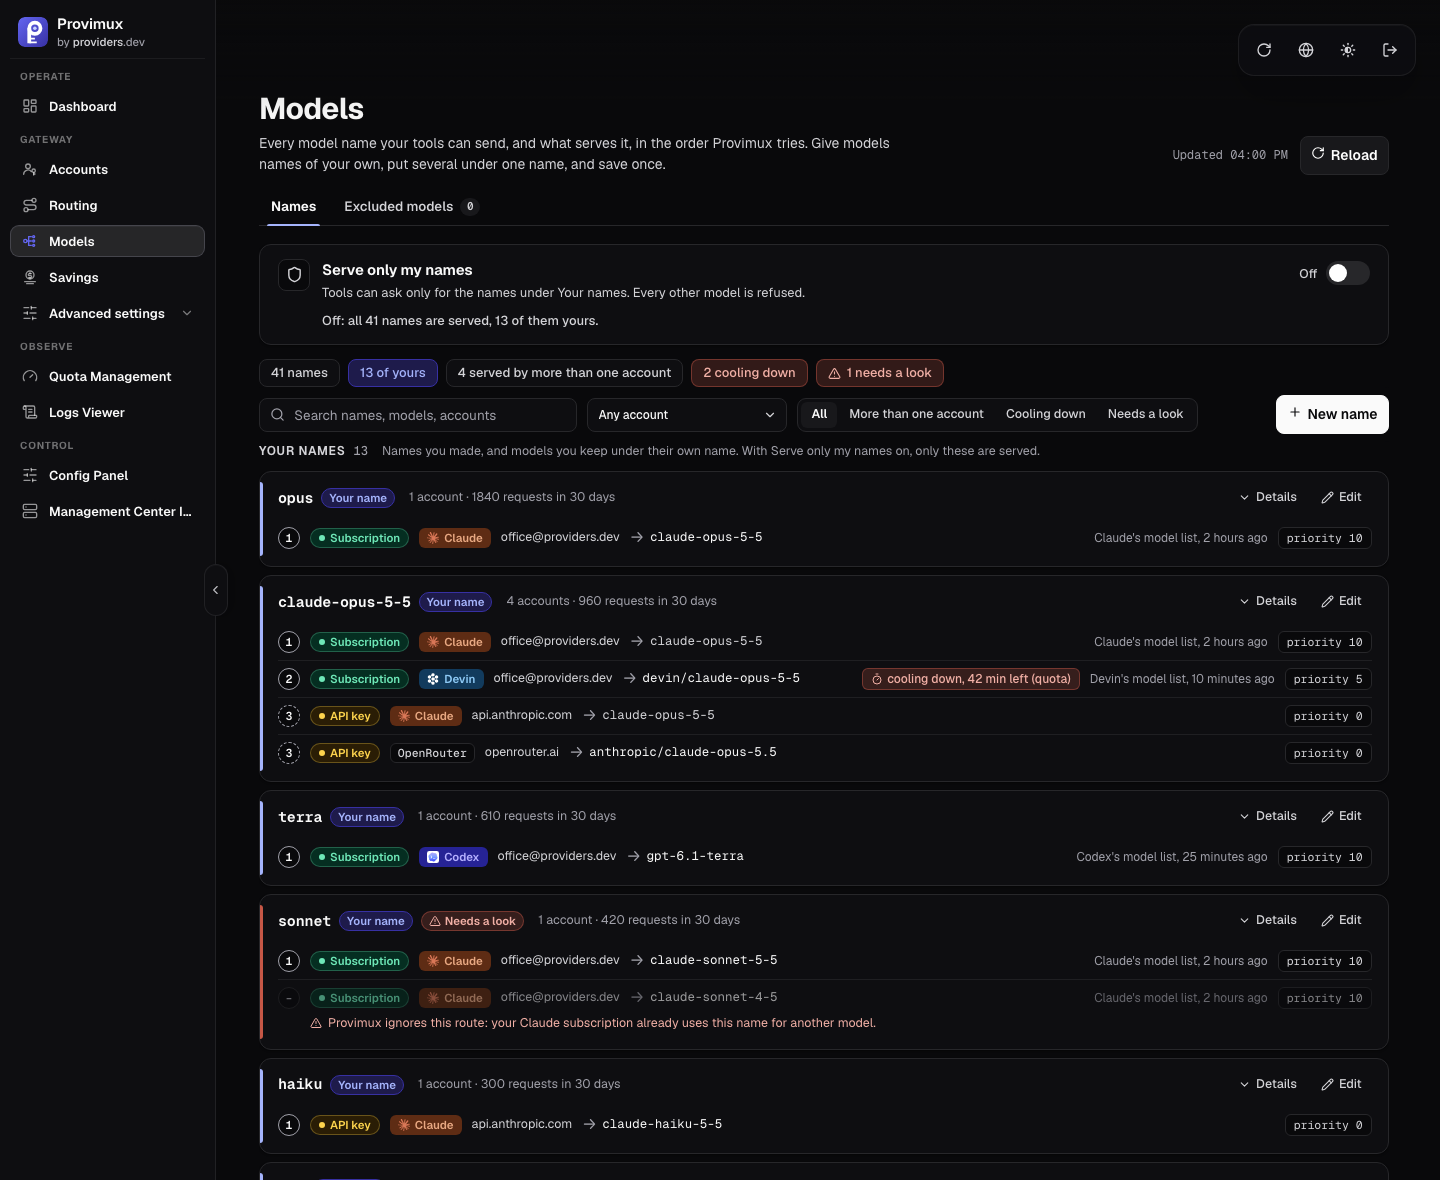 Provimux
by providers.dev
OPERATE
Dashboard
GATEWAY
Accounts
Routing
Models
Savings
Advanced settings
OBSERVE
Quota Management
Logs Viewer
CONTROL
Config Panel
Management Center I...
Models
Every model name your tools can send, and what serves it, in the order Provimux tries. Give models
names of your own, put several under one name, and save once.
Updated 04:00 PM
Reload
Names
Excluded models 0
Serve only my names
Off
Tools can ask only for the names under Your names. Every other model is refused.
Off: all 41 names are served, 13 of them yours.
41 names
13 of yours
4 served by more than one account
2 cooling down
1 needs a look
Search names, models, accounts
Any account
All
More than one account
Cooling down
Needs a look
+ New name
YOUR NAMES 13 Names you made, and models you keep under their own name. With Serve only my names on, only these are served.
opus Your name 1 account · 1840 requests in 30 days Details Edit
1 Subscription Claude office@providers.dev → claude-opus-5-5 Claude's model list, 2 hours ago priority 10
claude-opus-5-5 Your name 4 accounts · 960 requests in 30 days Details Edit
1 Subscription Claude office@providers.dev → claude-opus-5-5 Claude's model list, 2 hours ago priority 10
2 Subscription Devin office@providers.dev → devin/claude-opus-5-5 cooling down, 42 min left (quota) Devin's model list, 10 minutes ago priority 5
3 API key Claude api.anthropic.com → claude-opus-5-5 priority 0
3 API key OpenRouter openrouter.ai → anthropic/claude-opus-5.5 priority 0
terra Your name 1 account · 610 requests in 30 days Details Edit
1 Subscription Codex office@providers.dev → gpt-6.1-terra Codex's model list, 25 minutes ago priority 10
sonnet Your name Needs a look 1 account · 420 requests in 30 days Details Edit
1 Subscription Claude office@providers.dev → claude-sonnet-5-5 Claude's model list, 2 hours ago priority 10
– Subscription Claude office@providers.dev → claude-sonnet-4-5 Claude's model list, 2 hours ago priority 10
Provimux ignores this route: your Claude subscription already uses this name for another model.
haiku Your name 1 account · 300 requests in 30 days Details Edit
1 API key Claude api.anthropic.com → claude-haiku-5-5 priority 0